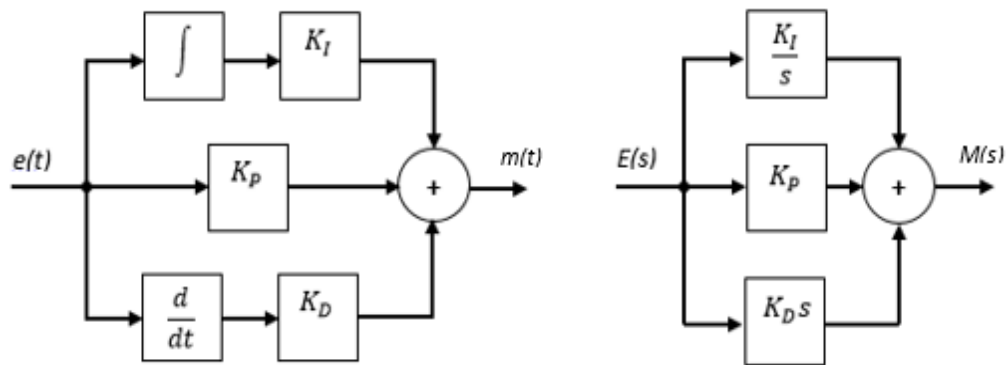 ∫
K_I
e(t)
K_P
+
m(t)
d/dt
K_D
K_I/s
E(s)
K_P
+
M(s)
K_D s